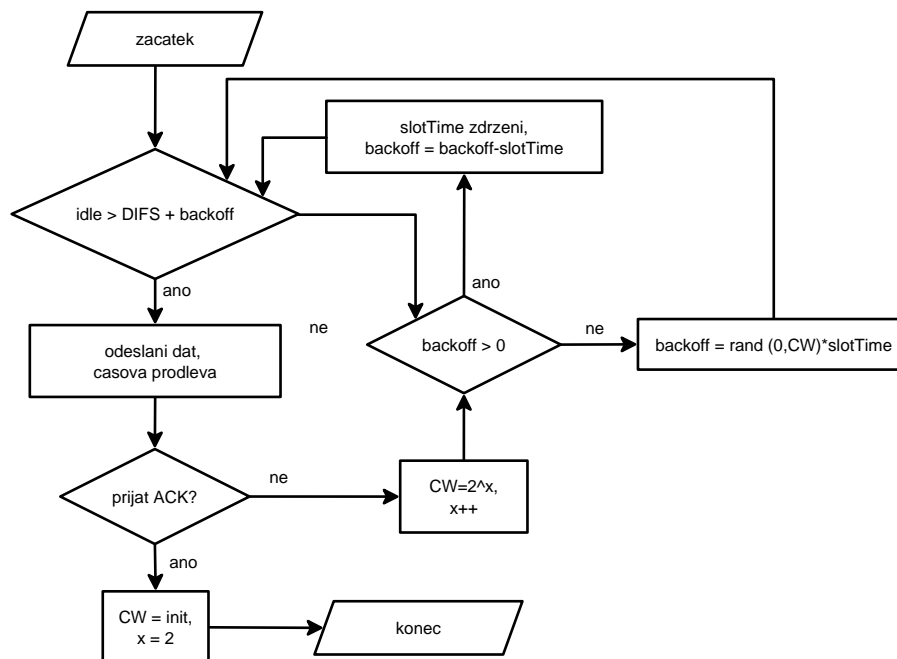 zacatek
slotTime zdrzeni,
backoff = backoff-slotTime
idle > DIFS + backoff
ano
ano
ne
odeslani dat,
casova prodleva
backoff > 0
ne
backoff = rand (0,CW)*slotTime
prijat ACK?
ne
CW=2^x,
x++
ano
CW = init,
x = 2
konec